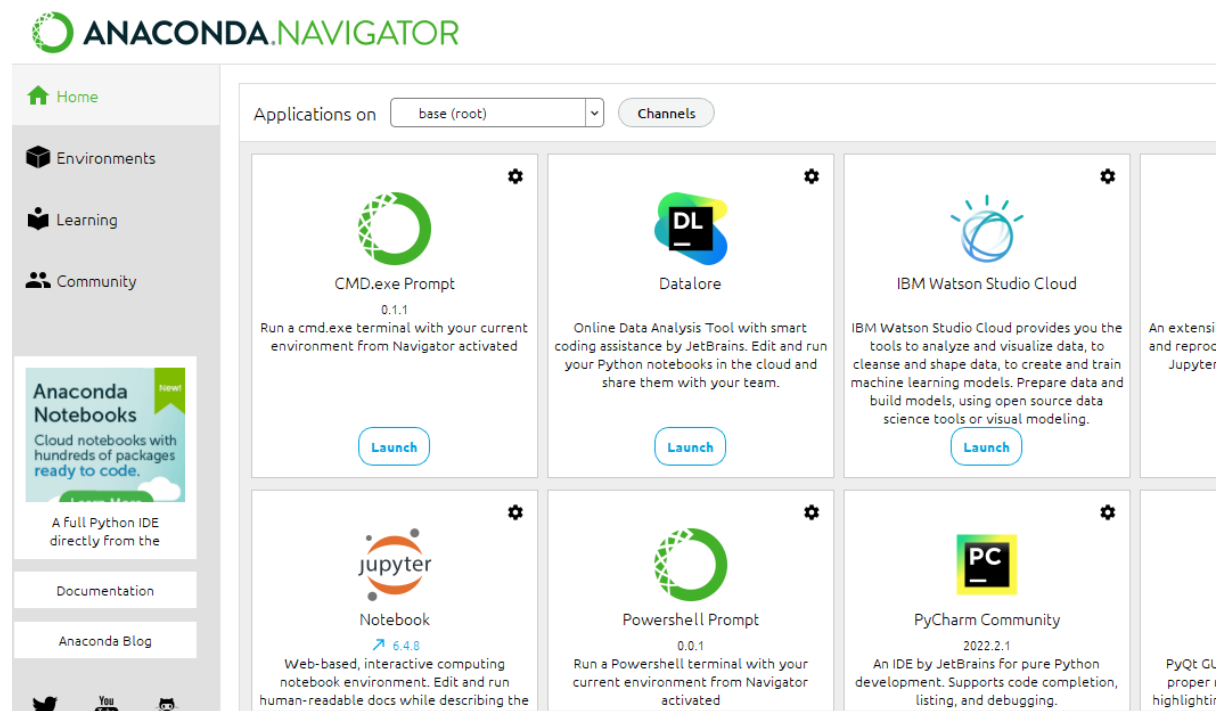 ANACONDA.NAVIGATOR
Home
Environments
Learning
Community
Anaconda
Notebooks
New!
Cloud notebooks with
hundreds of packages
ready to code.
Learn More
A full Python IDE
directly from the
Documentation
Anaconda Blog
You
Applications on
base (root)
Channels
CMD.exe Prompt
0.1.1
Run a cmd.exe terminal with your current
environment from Navigator activated
Launch
DL
Datalore
Online Data Analysis Tool with smart
coding assistance by JetBrains. Edit and run
your Python notebooks in the cloud and
share them with your team.
Launch
IBM Watson Studio Cloud
IBM Watson Studio Cloud provides you the
tools to analyze and visualize data, to
cleanse and shape data, to create and train
machine learning models. Prepare data and
build models, using open source data
science tools or visual modeling.
Launch
An extensi
and reproc
Jupyter
jupyter
Notebook
6.4.8
Web-based, interactive computing
notebook environment. Edit and run
human-readable docs while describing the
Powershell Prompt
0.0.1
Run a Powershell terminal with your
current environment from Navigator
activated
PC
PyCharm Community
2022.2.1
An IDE by JetBrains for pure Python
development. Supports code completion,
listing, and debugging.
PyQt GU
proper
highlightin